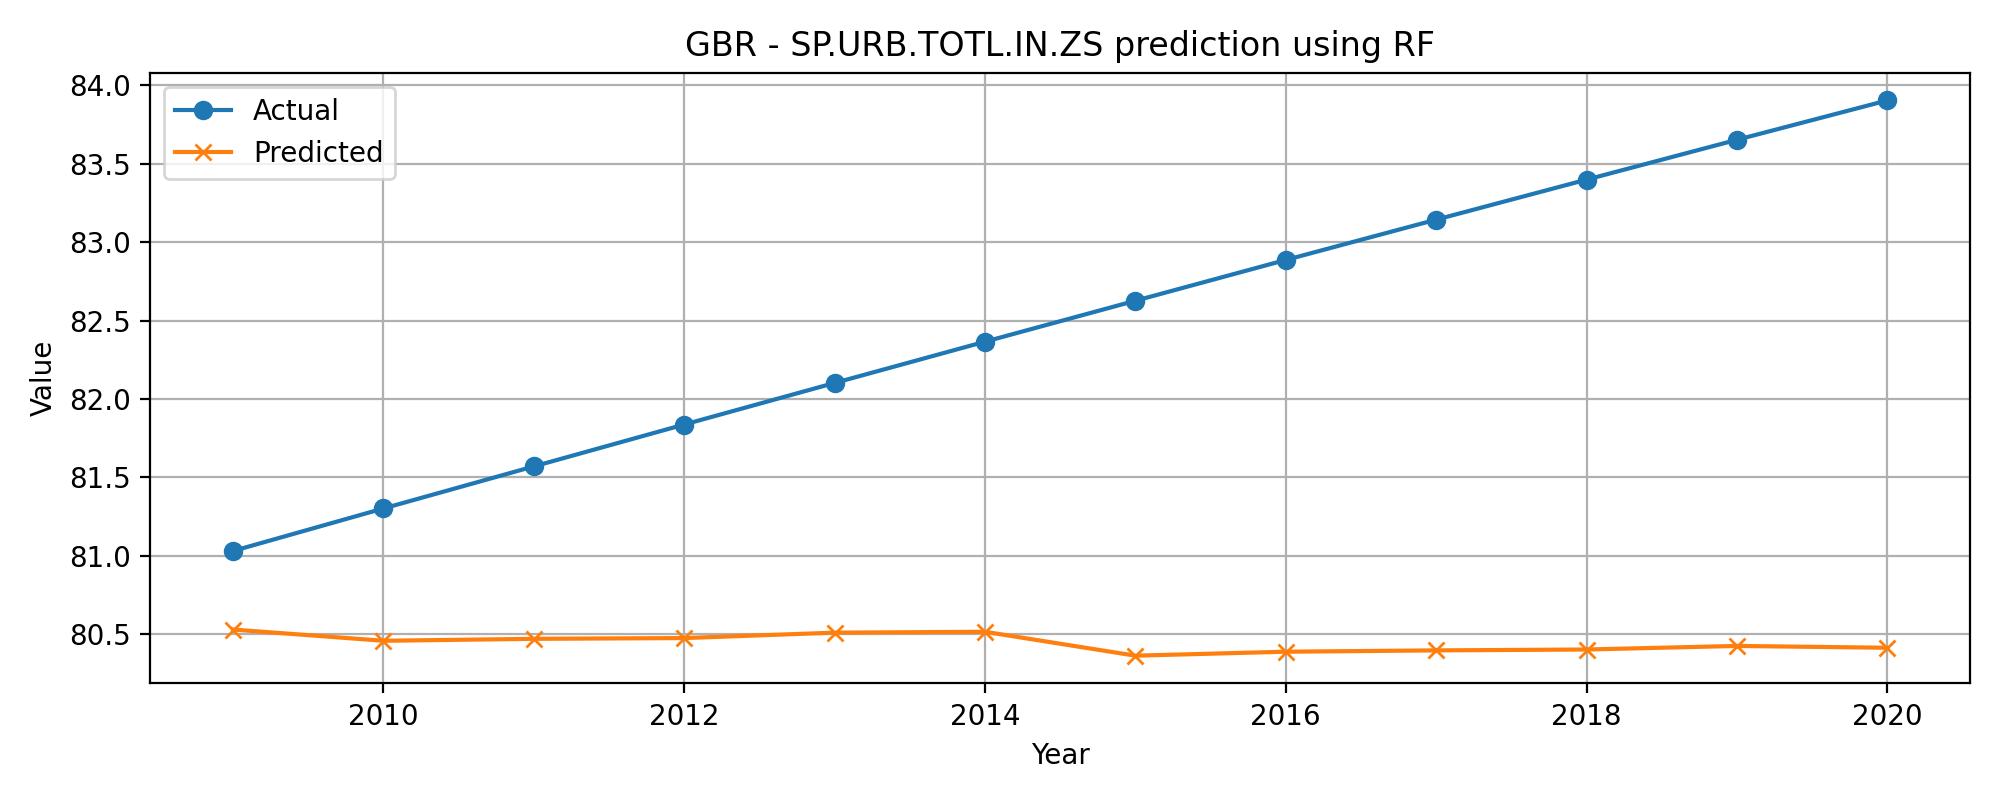 GBR - SP.URB.TOTL.IN.ZS prediction using RF
Actual
Predicted
84.0
83.5
83.0
82.5
82.0
81.5
81.0
80.5
Value
2010 2012 2014 2016 2018 2020
Year